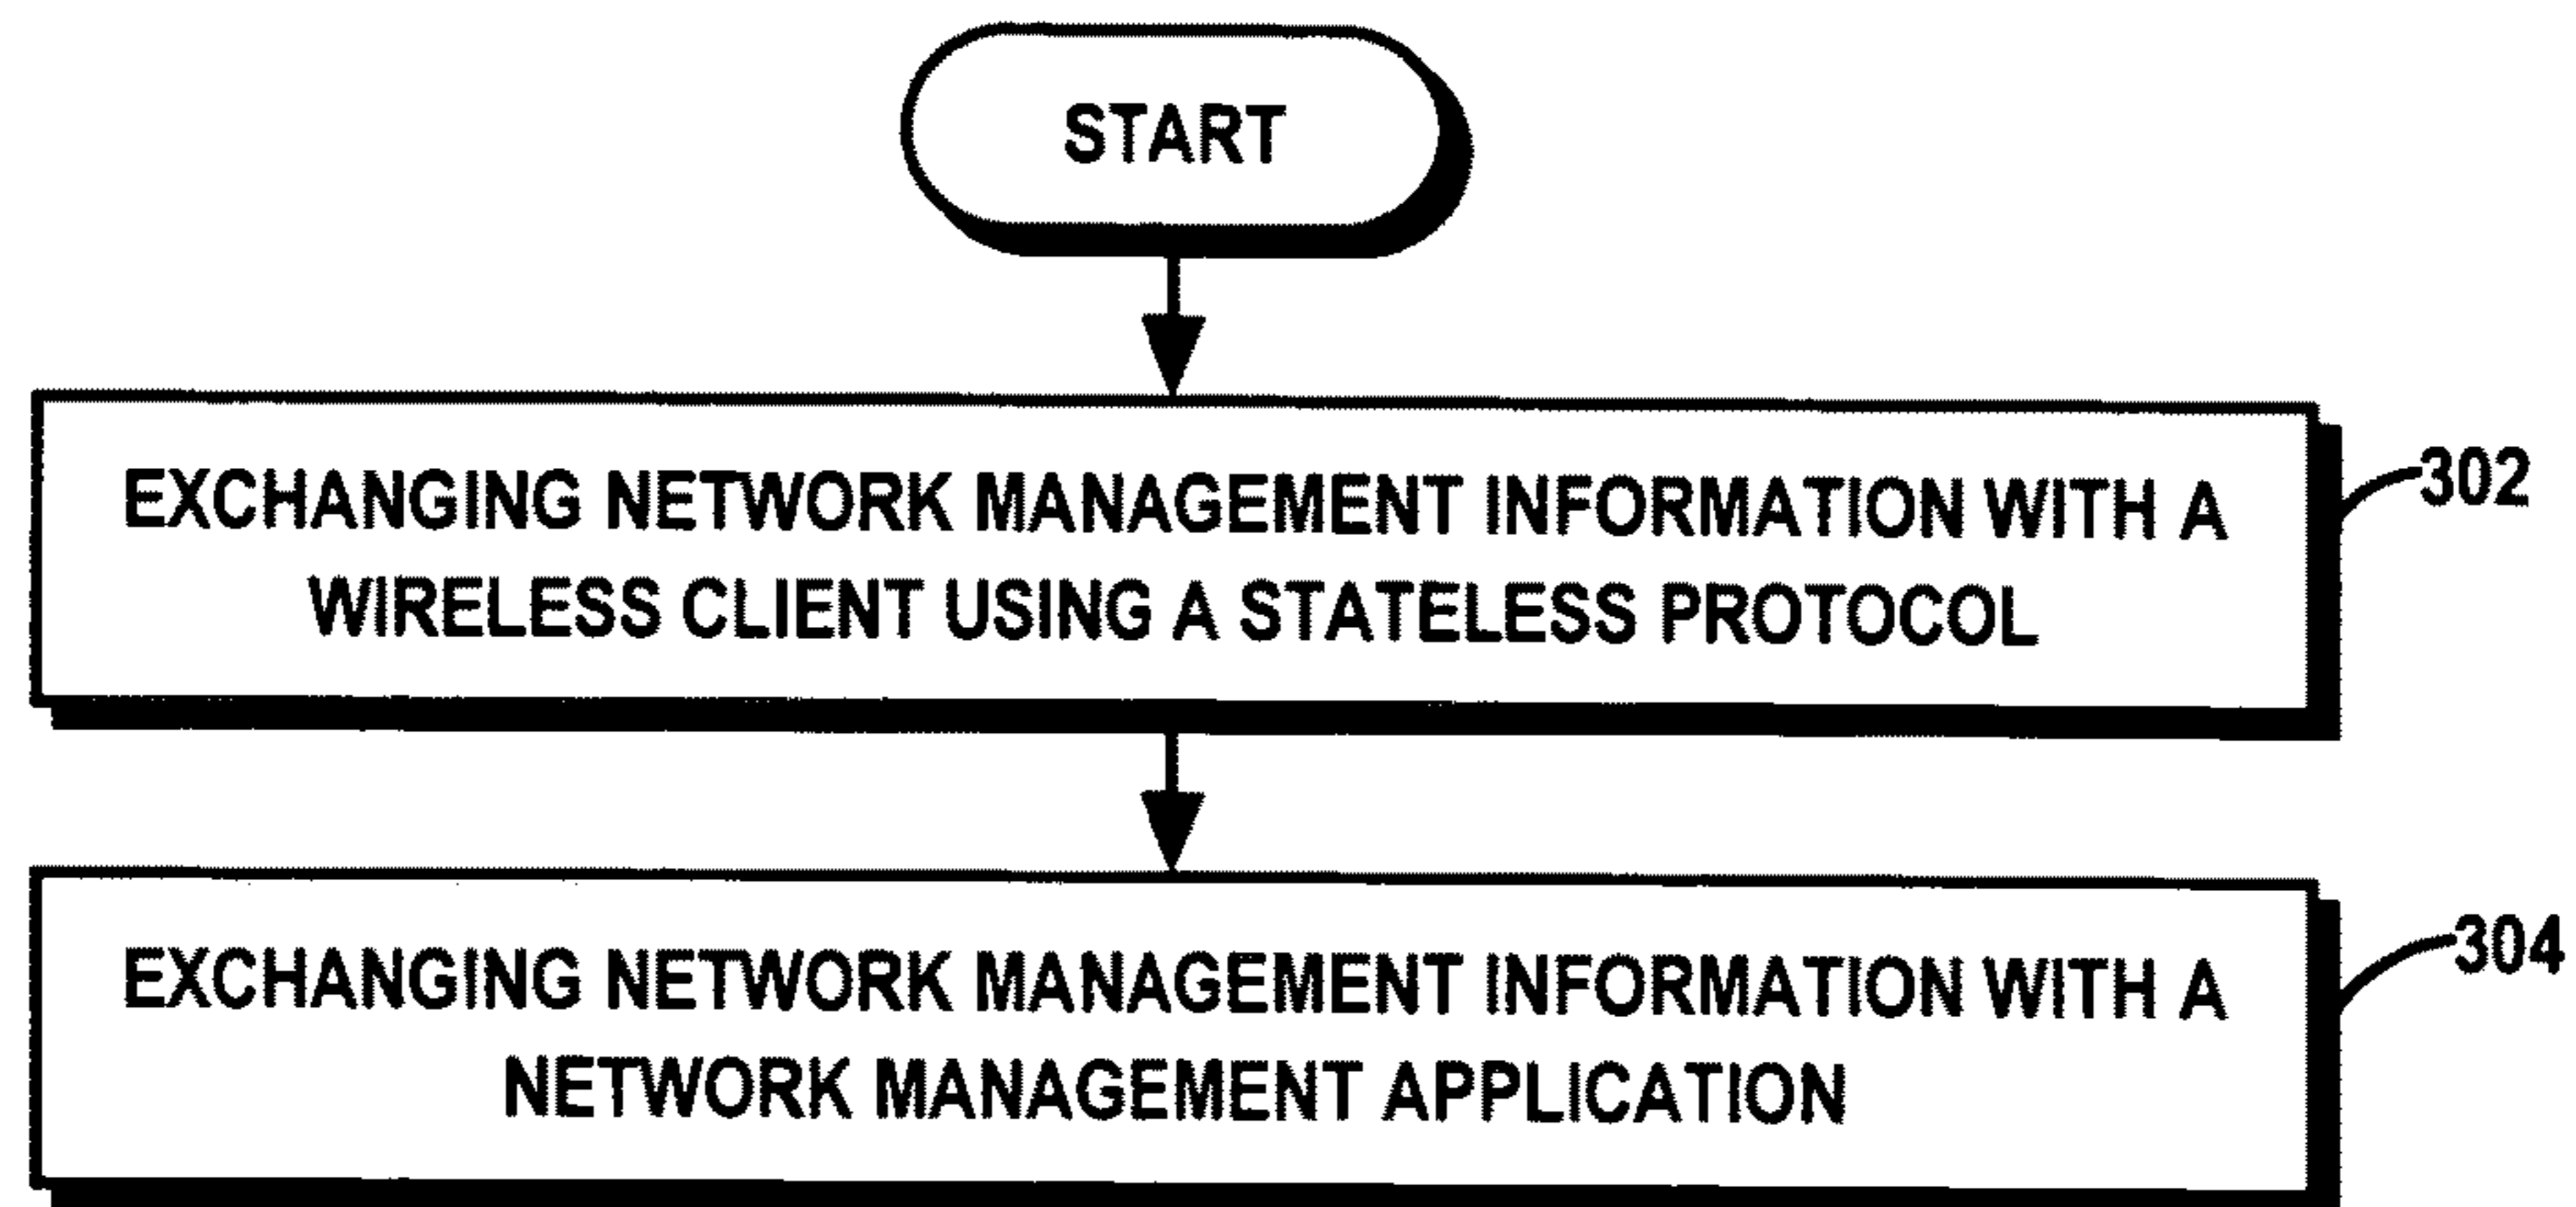 START
EXCHANGING NETWORK MANAGEMENT INFORMATION WITH A
WIRELESS CLIENT USING A STATELESS PROTOCOL
302
EXCHANGING NETWORK MANAGEMENT INFORMATION WITH A
NETWORK MANAGEMENT APPLICATION
304